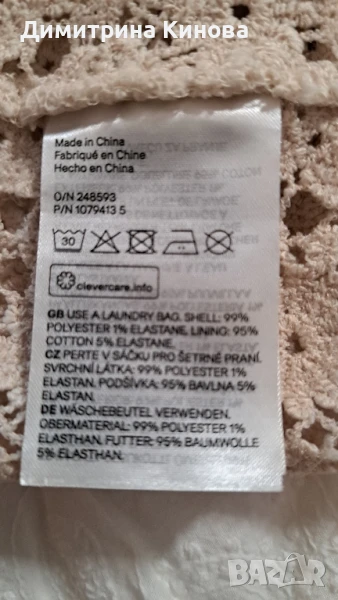 Димитрина Кинова
Made in China
Fabriqué en Chine
Hecho en China
O/N 248593
P/N 1079413 5
30
clevercare.info
GB USE A LAUNDRY BAG. SHELL: 99%
POLYESTER 1% ELASTANE. LINING: 95%
COTTON 5% ELASTANE.
CZ PERTE V SÁČKU PRO ŠETRNÉ PRANÍ.
SVRCHNÍ LÁTKA: 99% POLYESTER 1%
ELASTAN. PODŠÍVKA: 95% BAVLNA 5%
ELASTAN.
DE WÄSCHEBEUTEL VERWENDEN.
OBERMATERIAL: 99% POLYESTER 1%
ELASTHAN. FUTTER: 95% BAUMWOLLE
5% ELASTHAN.
BAZAR